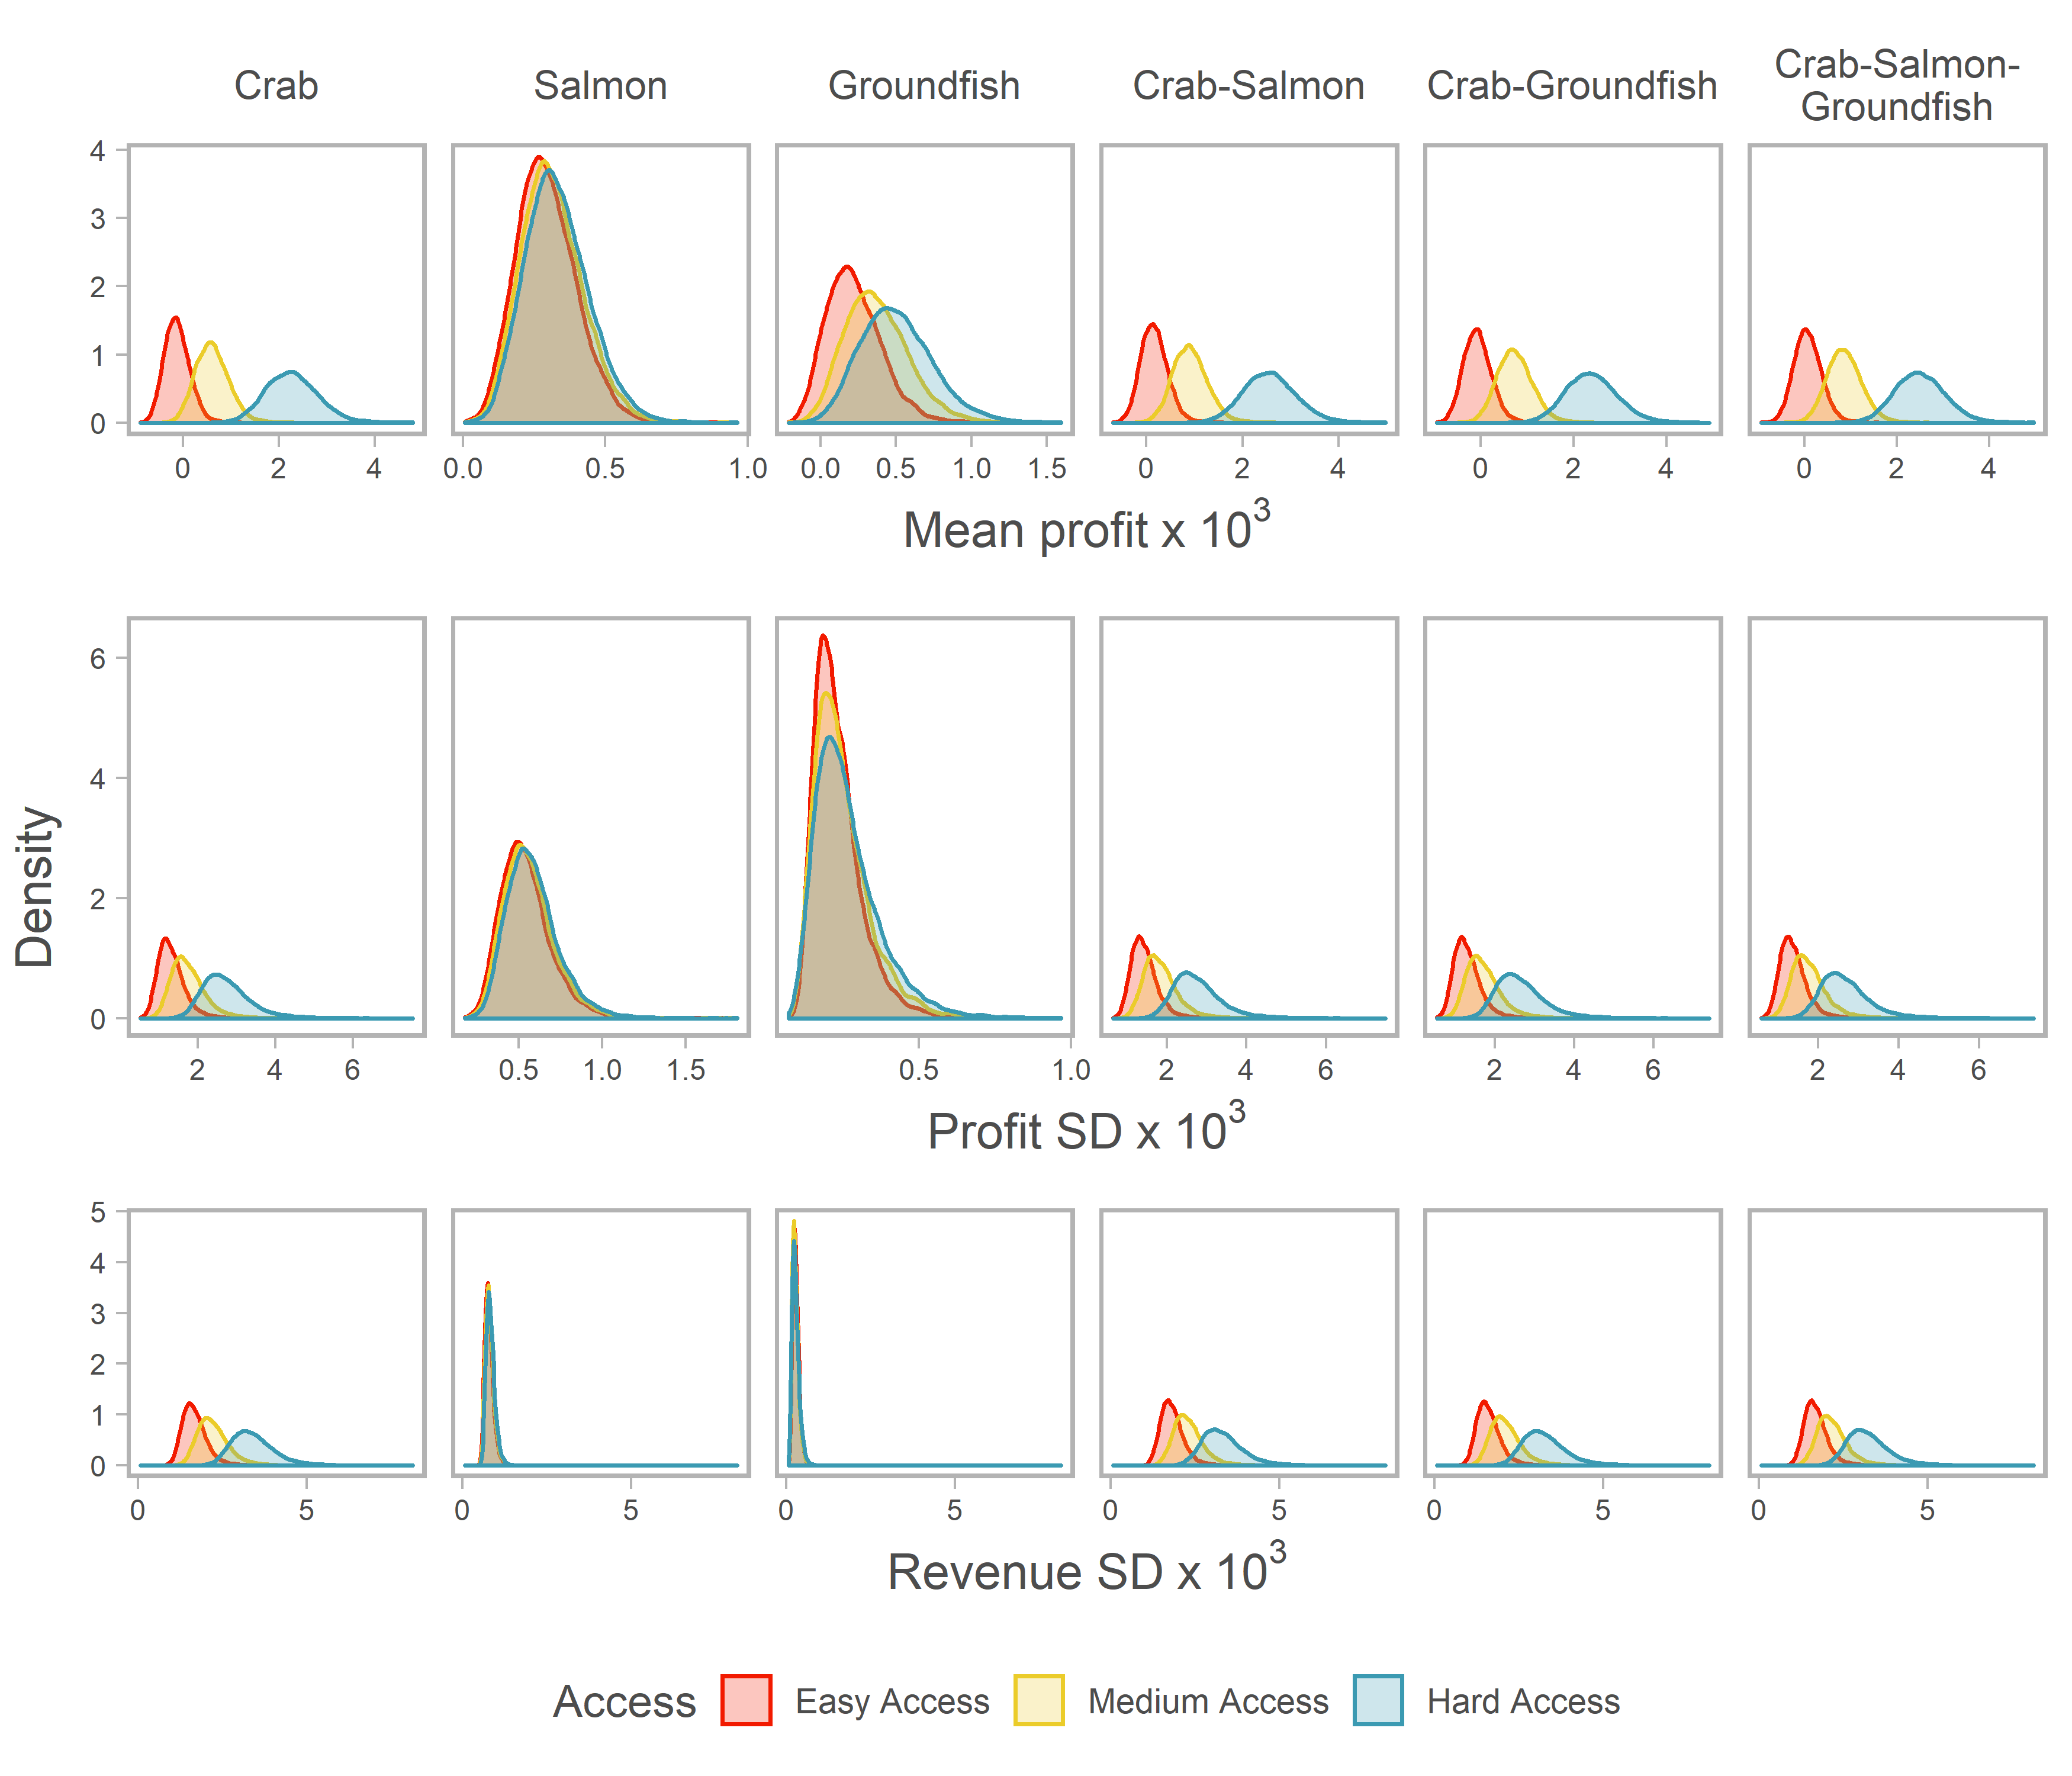 Crab Salmon Groundfish Crab-Salmon Crab-Groundfish Crab-Salmon-
Groundfish
4
3
2
1
0
0 2 4 0.0 0.5 1.0 0.0 0.5 1.0 1.5 0 2 4 0 2 4 0 2 4
Mean profit x 10³
Density
6
4
2
0
2 4 6 0.5 1.0 1.5 0.5 1.0 2 4 6 2 4 6 2 4 6
Profit SD x 10³
5
4
3
2
1
0
0 5 0 5 0 5 0 5 0 5 0 5
Revenue SD x 10³
Access Easy Access Medium Access Hard Access